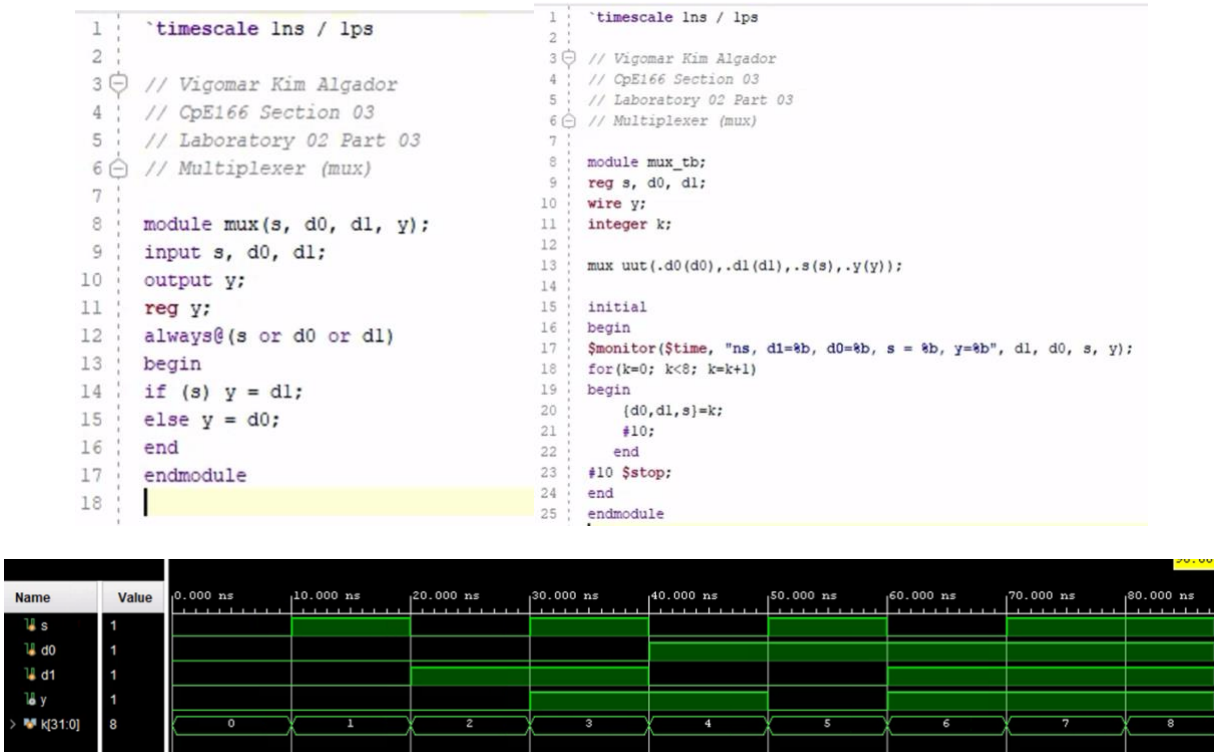 1 `timescale 1ns / 1ps
2
3 // Vigomar Kim Algador
4 // CpE166 Section 03
5 // Laboratory 02 Part 03
6 // Multiplexer (mux)
7
8 module mux(s, d0, d1, y);
9 input s, d0, d1;
10 output y;
11 reg y;
12 always@(s or d0 or d1)
13 begin
14 if (s) y = d1;
15 else y = d0;
16 end
17 endmodule
18
1 `timescale 1ns / 1ps
2
3 // Vigomar Kim Algador
4 // CpE166 Section 03
5 // Laboratory 02 Part 03
6 // Multiplexer (mux)
7
8 module mux_tb;
9 reg s, d0, d1;
10 wire y;
11 integer k;
12
13 mux uut(.d0(d0),.d1(d1),.s(s),.y(y));
14
15 initial
16 begin
17 $monitor($time, "ns, d1=%b, d0=%b, s = %b, y=%b", d1, d0, s, y);
18 for(k=0; k<8; k=k+1)
19 begin
20 {d0,d1,s}=k;
21 #10;
22 end
23 #10 $stop;
24 end
25 endmodule
Name Value 0.000 ns 10.000 ns 20.000 ns 30.000 ns 40.000 ns 50.000 ns 60.000 ns 70.000 ns 80.000 ns
s 1
d0 1
d1 1
y 1
k[31:0] 8 0 1 2 3 4 5 6 7 8